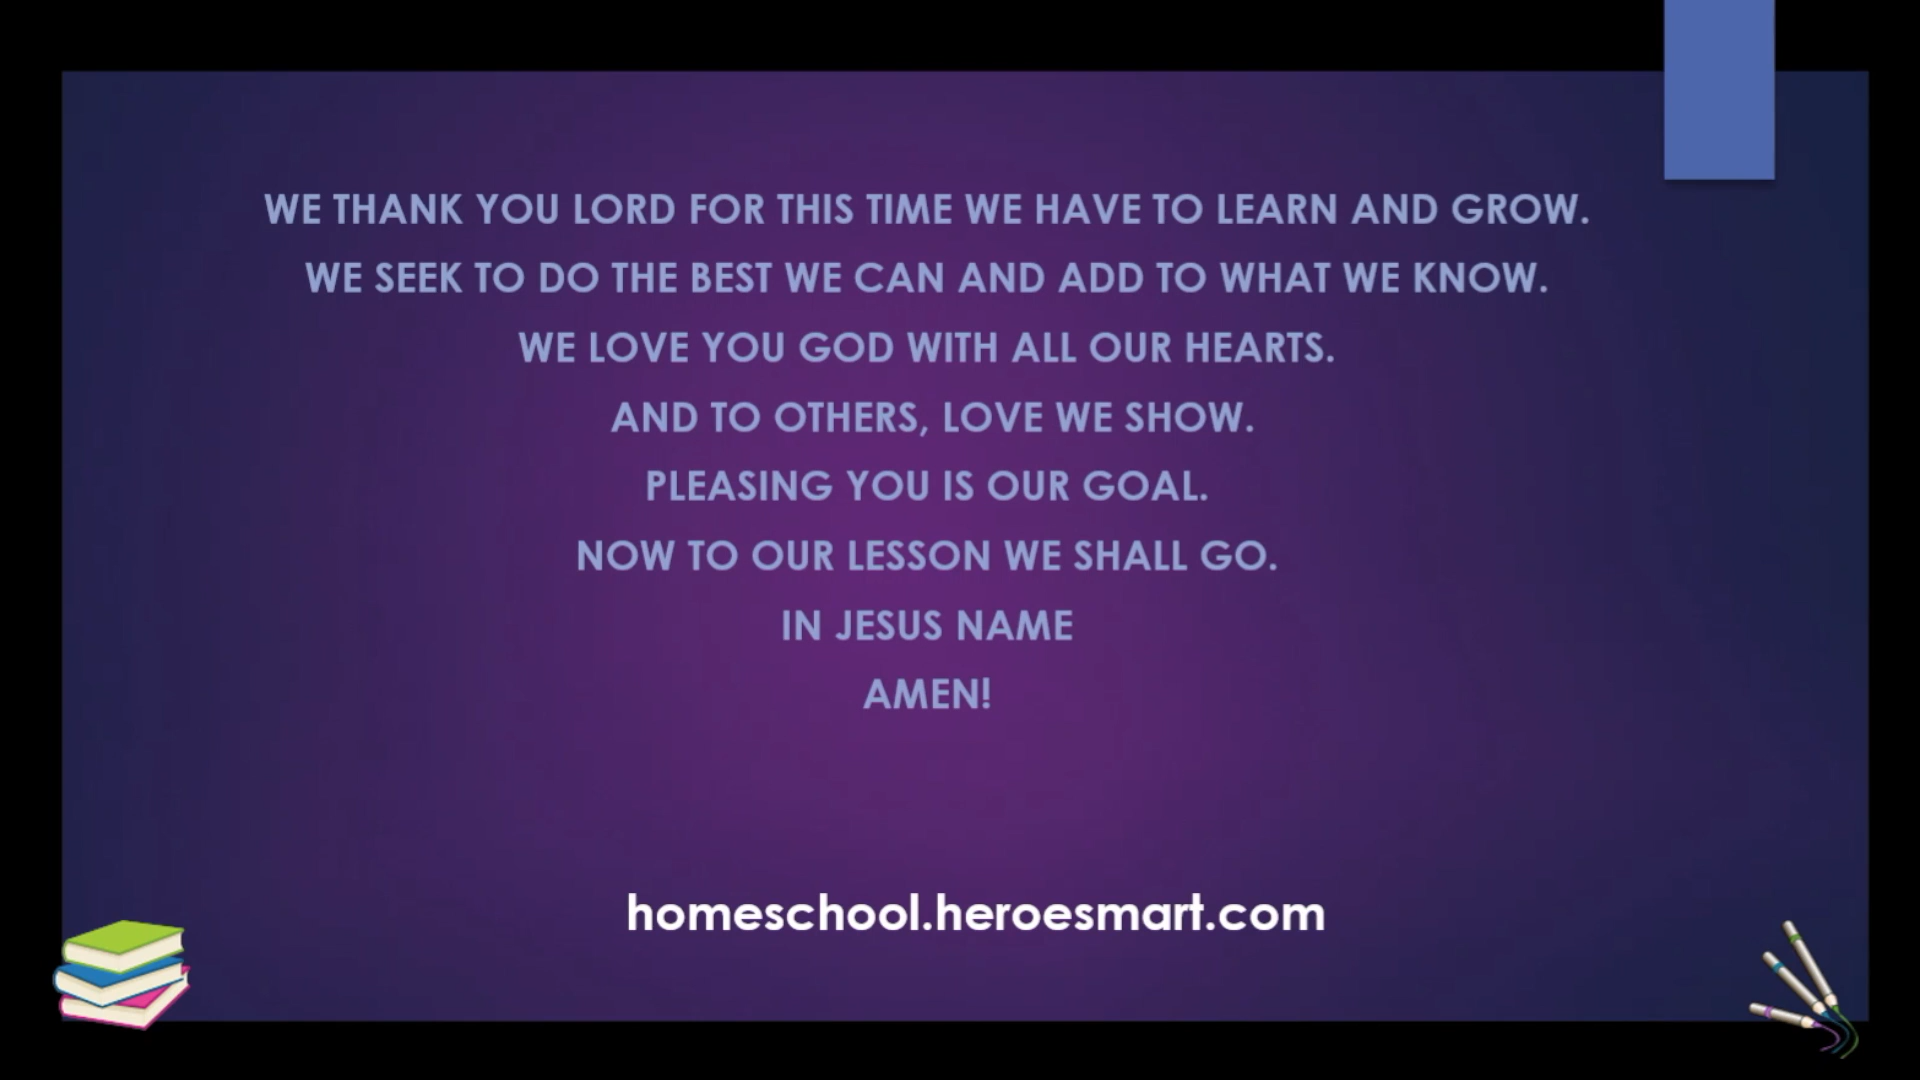 WE THANK YOU LORD FOR THIS TIME WE HAVE TO LEARN AND GROW.
WE SEEK TO DO THE BEST WE CAN AND ADD TO WHAT WE KNOW.
WE LOVE YOU GOD WITH ALL OUR HEARTS.
AND TO OTHERS, LOVE WE SHOW.
PLEASING YOU IS OUR GOAL.
NOW TO OUR LESSON WE SHALL GO.
IN JESUS NAME
AMEN!
homeschool.heroesmart.com